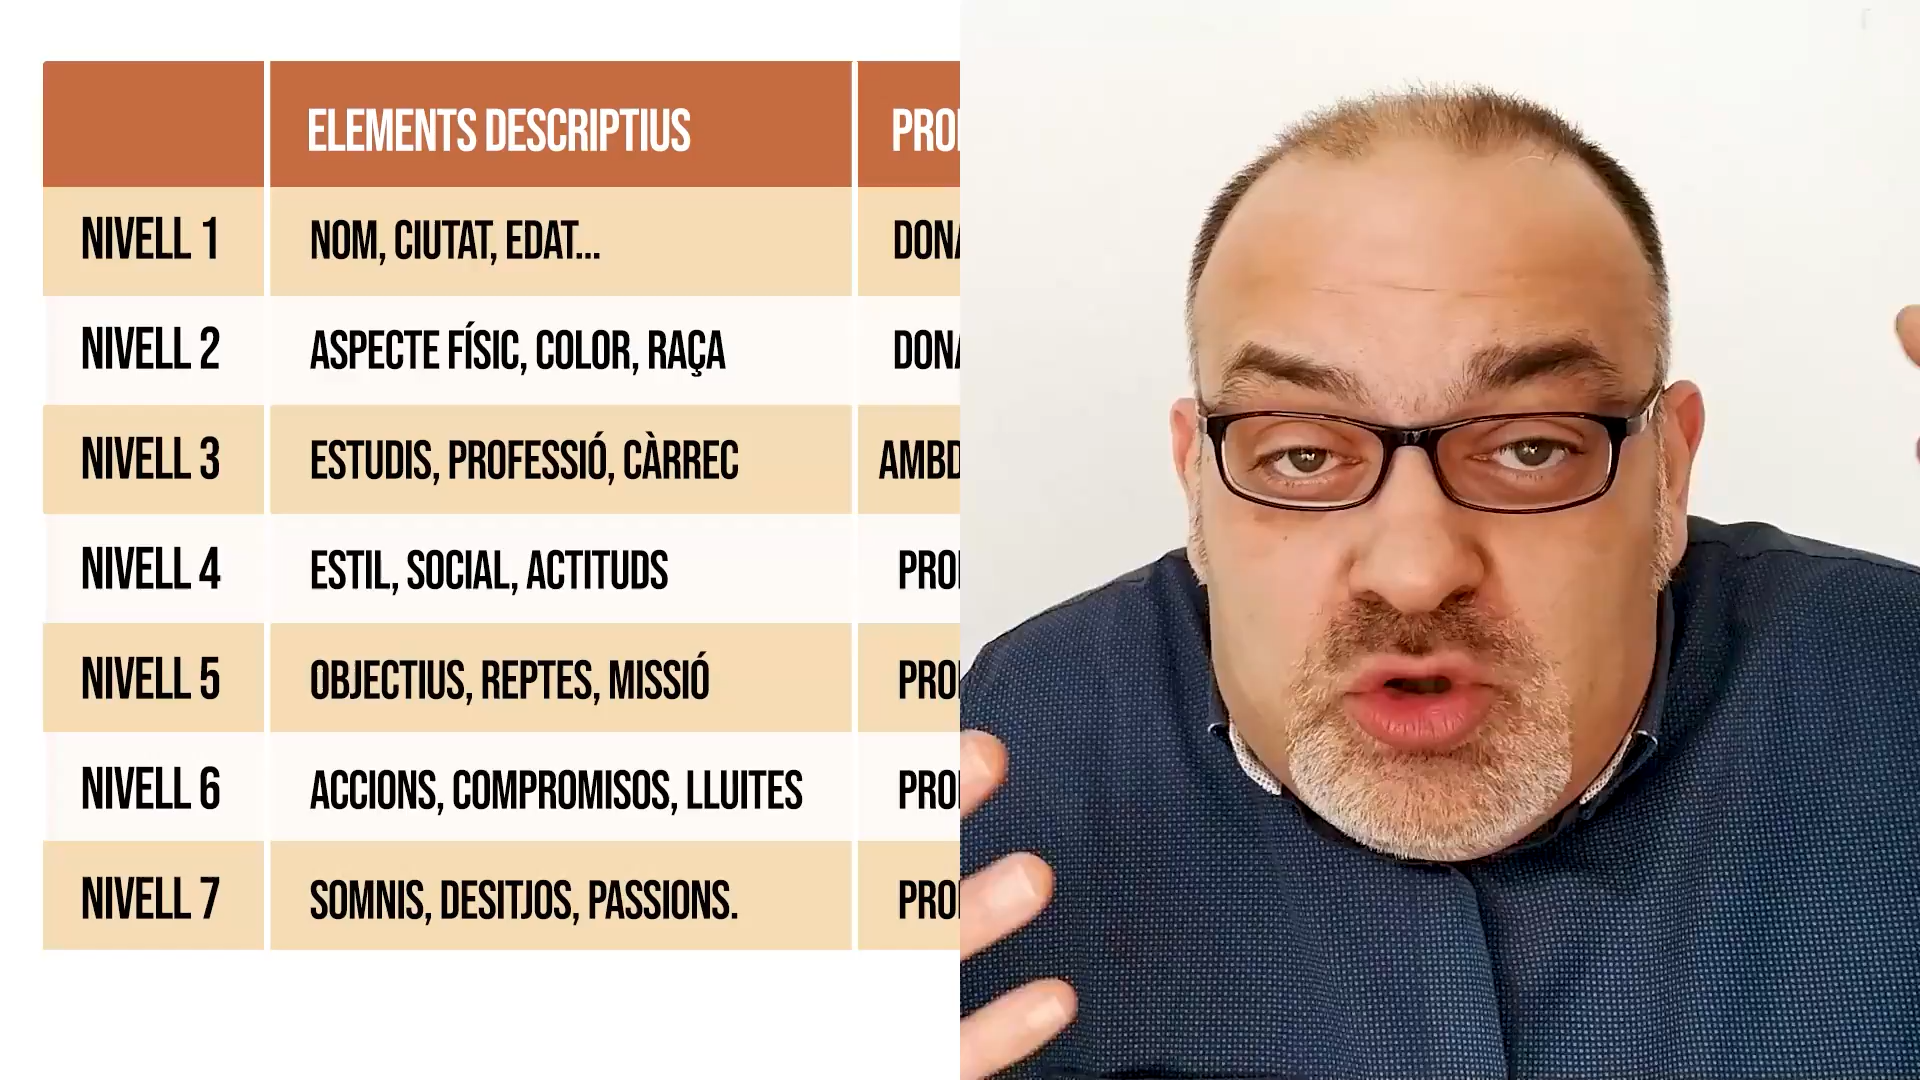 ELEMENTS DESCRIPTIUS
NIVELL 1 NOM, CIUTAT, EDAT...
NIVELL 2 ASPECTE FÍSIC, COLOR, RAÇA
NIVELL 3 ESTUDIS, PROFESSIÓ, CÀRREC
NIVELL 4 ESTIL, SOCIAL, ACTITUDS
NIVELL 5 OBJECTIUS, REPTES, MISSIÓ
NIVELL 6 ACCIONS, COMPROMISOS, LLUITES
NIVELL 7 SOMNIS, DESITJOS, PASSIONS.